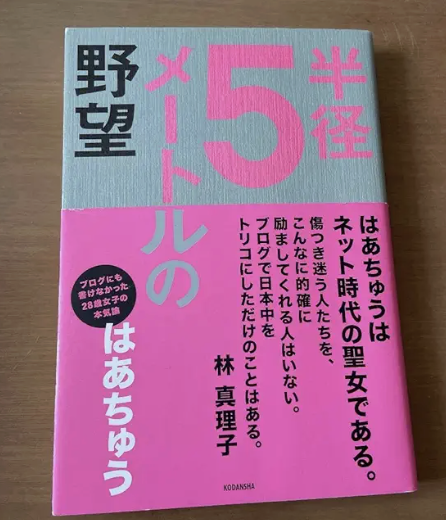 半径
5
メートルの
野望
はあちゅうは
ネット時代の聖女である。
傷つき迷う人たちを、
こんなに的確に
励ましてくれる人はいない。
ブログで日本中を
トリコにしただけのことはある。
林 真理子
ブログにも
書けなかった
28歳女子の
本気論
はあちゅう
KODANSHA